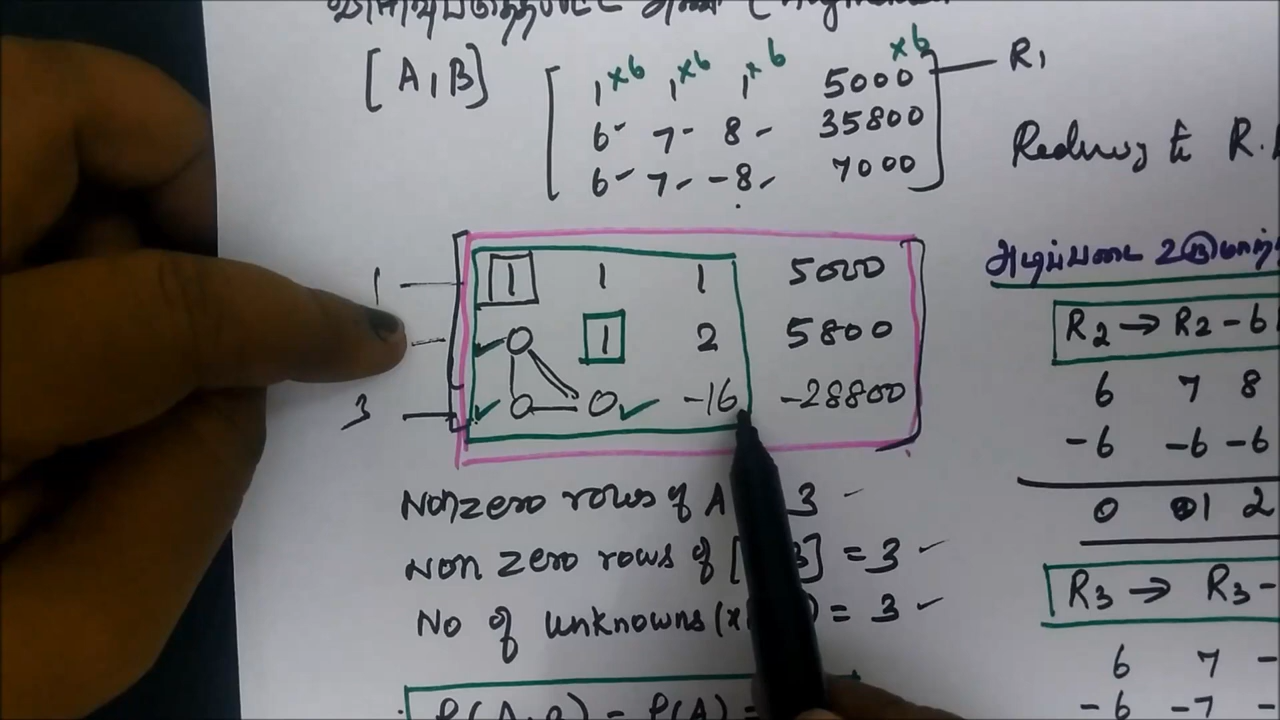 [A,B]
1×6 1×6 1×6 5000×6 R1
6 7 8 35800
6 7 -8 7000
Reducing to R.
1 1 1 1 5000
0 1 2 5800
3 0 0 -16 -28800
அடிப்படை
R2 → R2 - 6
6 7 8
-6 -6 -6
0 1 2
R3 → R3 -
6 7 -
-6 -7 -
Nonzero rows of A 3
Non zero rows of [ B] = 3
No of unknowns (x ) = 3
ρ(A,B) = ρ(A) =